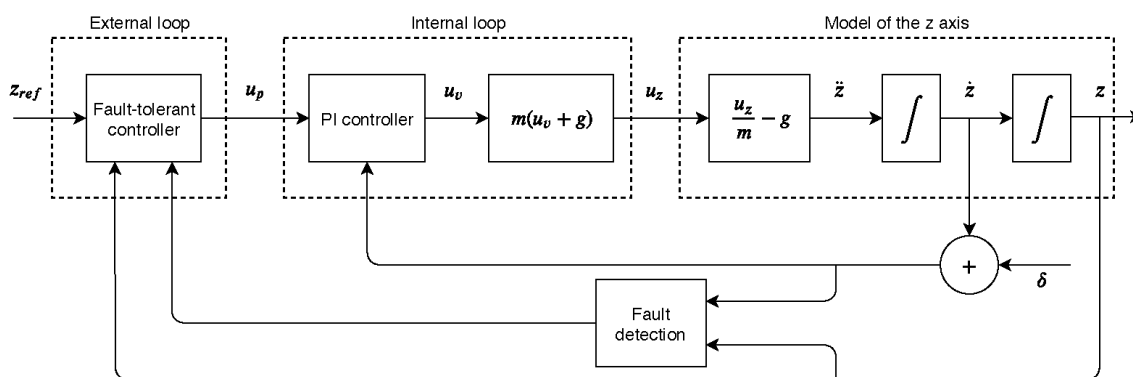 External loop
Internal loop
Model of the z axis
z_ref
Fault-tolerant
controller
u_p
PI controller
u_v
m(u_v + g)
u_z
u_z/m − g
z̈
∫
ż
∫
z
+
δ
Fault
detection